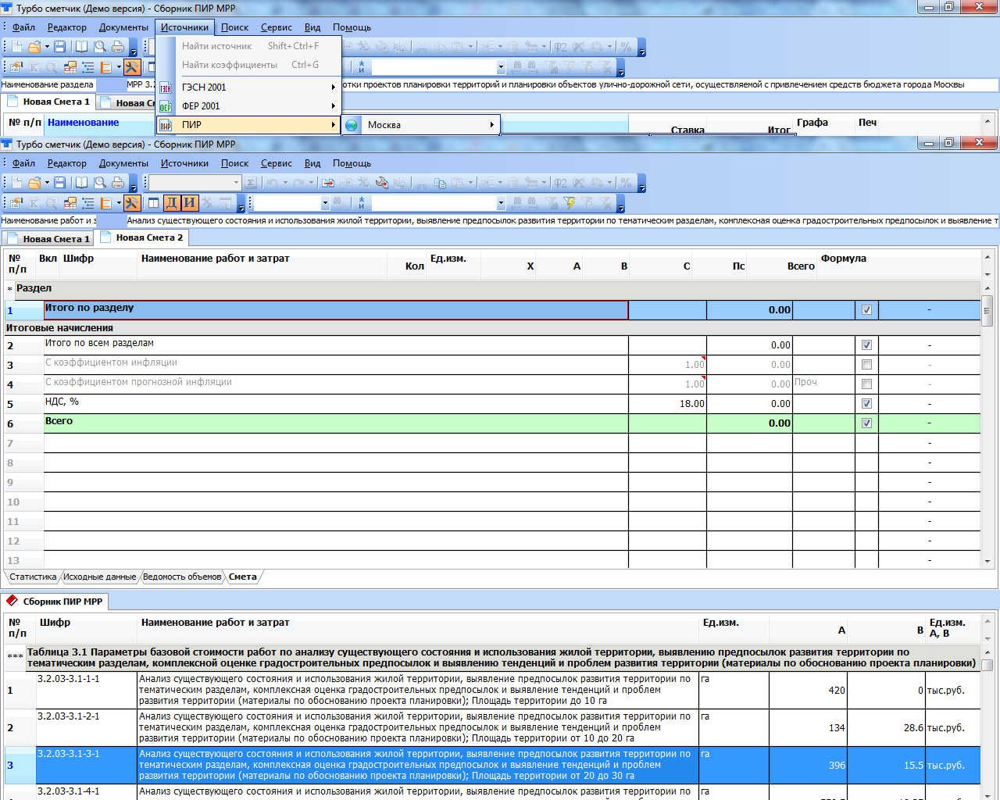 Турбо сметчик (Демо версия) - Сборник ПИР МРР
Файл Редактор Документы Источники Поиск Сервис Вид Помощь
Найти источник Shift+Ctrl+F
Найти коэффициенты Ctrl+G
ГЭСН 2001
ФЕР 2001
ПИР
Москва
Наименование раздела МРР 3. отки проектов планировки территорий и планировки объектов улично-дорожной сети, осуществляемой с привлечением средств бюджета города Москвы
Новая Смета 1 Новая См
№ п/п Наименование Ставка Итог Графа Печ
Турбо сметчик (Демо версия) - Сборник ПИР МРР
Файл Редактор Документы Источники Поиск Сервис Вид Помощь
Д И
Наименование работ и з Анализ существующего состояния и использования жилой территории, выявление предпосылок развития территории по тематическим разделам, комплексная оценка градостроительных предпосылок и выявление т
Новая Смета 1 Новая Смета 2
№ п/п Вкл Шифр Наименование работ и затрат Кол Ед.изм. X А В С Пс Всего Формула
* Раздел
1 Итого по разделу 0.00 -
Итоговые начисления
2 Итого по всем разделам 0.00 -
3 С коэффициентом инфляции 1.00 0.00 -
4 С коэффициентом прогнозной инфляции 1.00 0.00 Проч -
5 НДС, % 18.00 0.00 -
6 Всего 0.00 -
7 -
8 -
9 -
10 -
11 -
12 -
13 -
Статистика Исходные данные Ведомость объемов Смета
Сборник ПИР МРР
№ п/п Шифр Наименование работ и затрат Ед.изм. А В Ед.изм. А, В
*** Таблица 3.1 Параметры базовой стоимости работ по анализу существующего состояния и использования жилой территории, выявлению предпосылок развития территории по
тематическим разделам, комплексной оценке градостроительных предпосылок и выявлению тенденций и проблем развития территории (материалы по обоснованию проекта планировки)
1 3.2.03-3.1-1-1 Анализ существующего состояния и использования жилой территории, выявление предпосылок развития территории по га 420 0 тыс.руб.
тематическим разделам, комплексная оценка градостроительных предпосылок и выявление тенденций и проблем
развития территории (материалы по обоснованию проекта планировки); Площадь территории до 10 га
2 3.2.03-3.1-2-1 Анализ существующего состояния и использования жилой территории, выявление предпосылок развития территории по га 134 28.6 тыс.руб.
тематическим разделам, комплексная оценка градостроительных предпосылок и выявление тенденций и проблем
развития территории (материалы по обоснованию проекта планировки); Площадь территории от 10 до 20 га
3 3.2.03-3.1-3-1 Анализ существующего состояния и использования жилой территории, выявление предпосылок развития территории по га 396 15.5 тыс.руб.
тематическим разделам, комплексная оценка градостроительных предпосылок и выявление тенденций и проблем
развития территории (материалы по обоснованию проекта планировки); Площадь территории от 20 до 30 га
3.2.03-3.1-4-1 Анализ существующего состояния и использования жилой территории, выявление предпосылок развития территории по га